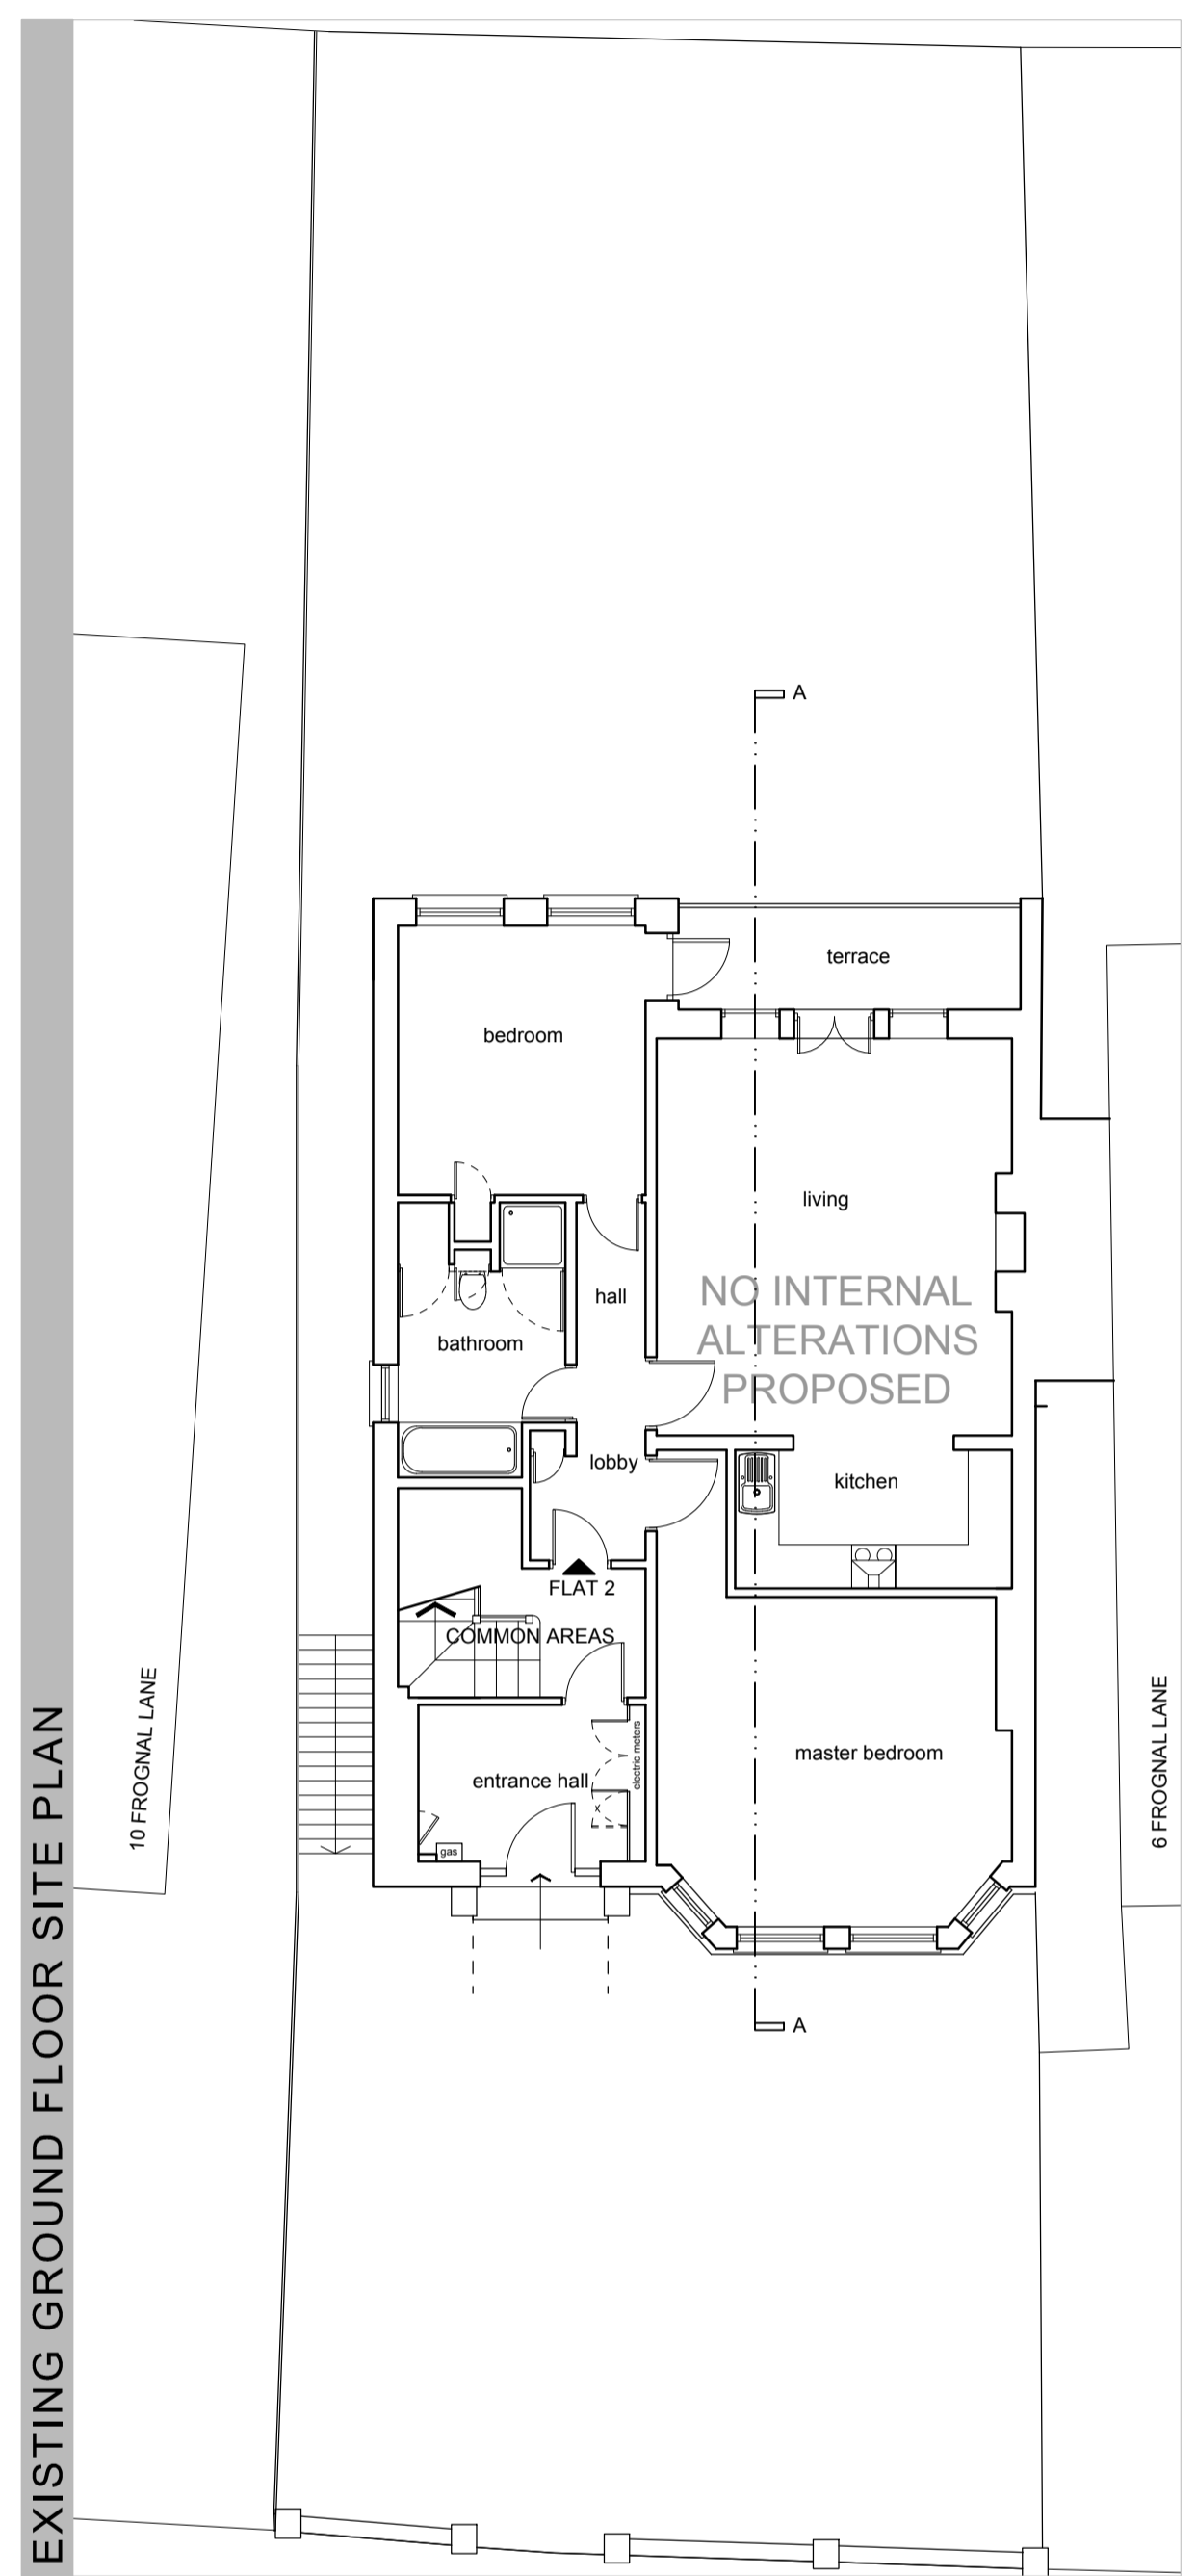 EXISTING GROUND FLOOR SITE PLAN
A
terrace
bedroom
living
hall
NO INTERNAL
ALTERATIONS
PROPOSED
bathroom
lobby
kitchen
FLAT 2
COMMON AREAS
10 FROGNAL LANE
6 FROGNAL LANE
electric meters
master bedroom
entrance hall
gas
A